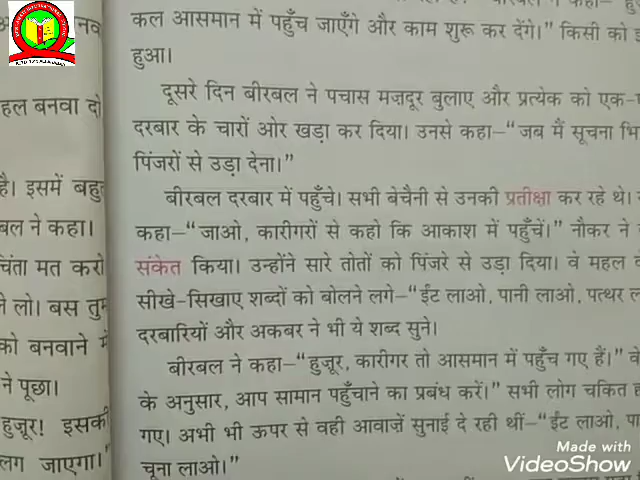 नव
हल बनवा दो
है। इसमें बहुत
बल ने कहा।
चिंता मत करो
ले लो। बस तुम
को बनवाने में
ने पूछा।
हुजूर! इसकी
लग जाएगा।"
कल आसमान में पहुँच जाएँगे और काम शुरू कर देंगे।" किसी को
हुआ।
दूसरे दिन बीरबल ने पचास मज़दूर बुलाए और प्रत्येक को एक-
दरबार के चारों ओर खड़ा कर दिया। उनसे कहा–"जब मैं सूचना
पिंजरों से उड़ा देना।"
बीरबल दरबार में पहुँचे। सभी बेचैनी से उनकी प्रतीक्षा कर रहे थे।
कहा–"जाओ, कारीगरों से कहो कि आकाश में पहुँचें।" नौकर ने
संकेत किया। उन्होंने सारे तोतों को पिंजरे से उड़ा दिया। वे महल
सीखे-सिखाए शब्दों को बोलने लगे–"ईंट लाओ, पानी लाओ, पत्थर
दरबारियों और अकबर ने भी ये शब्द सुने।
बीरबल ने कहा–"हुज़ूर, कारीगर तो आसमान में पहुँच गए हैं।"
के अनुसार, आप सामान पहुँचाने का प्रबंध करें।" सभी लोग चकित
गए। अभी भी ऊपर से वही आवाज़ें सुनाई दे रही थीं–"ईंट लाओ,
चूना लाओ।"
Made with
VideoShow